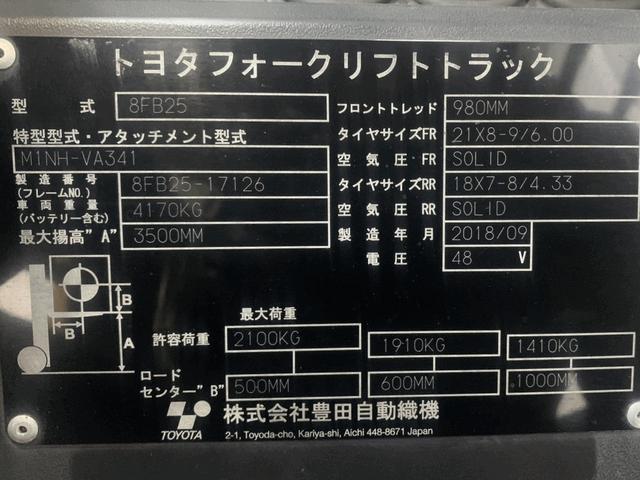 トヨタフォークリフトトラック
型 式 8FB25
特型型式・アタッチメント型式
M1NH-VA341
製造番号
(フレームNO.) 8FB25-17126
車両重量
(バッテリー含む) 4170KG
最大揚高"A" 3500MM
フロントトレッド 980MM
タイヤサイズFR 21X8-9/6.00
空気圧 FR SOLID
タイヤサイズRR 18X7-8/4.33
空気圧 RR SOLID
製造年月 2018/09
電圧 48 V
B
B
A
最大荷重
許容荷重 2100KG 1910KG 1410KG
ロード
センター"B" 500MM 600MM 1000MM
TOYOTA
株式会社豊田自動織機
2-1, Toyoda-cho, Kariya-shi, Aichi 448-8671 Japan